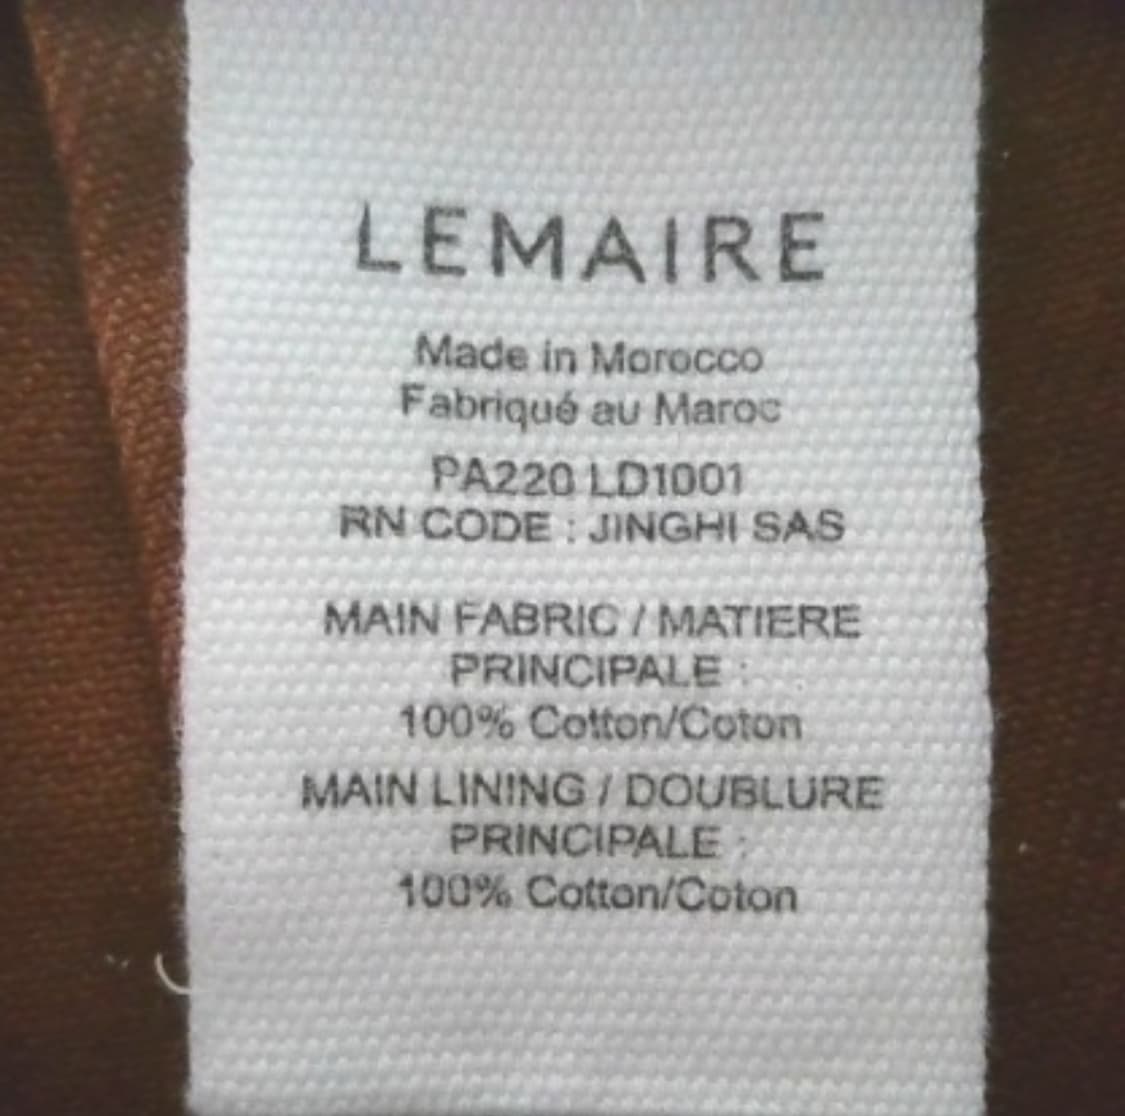 LEMAIRE
Made in Morocco
Fabriqué au Maroc
PA220 LD1001
RN CODE : JINGHI SAS
MAIN FABRIC / MATIERE
PRINCIPALE :
100% Cotton/Coton
MAIN LINING / DOUBLURE
PRINCIPALE :
100% Cotton/Coton